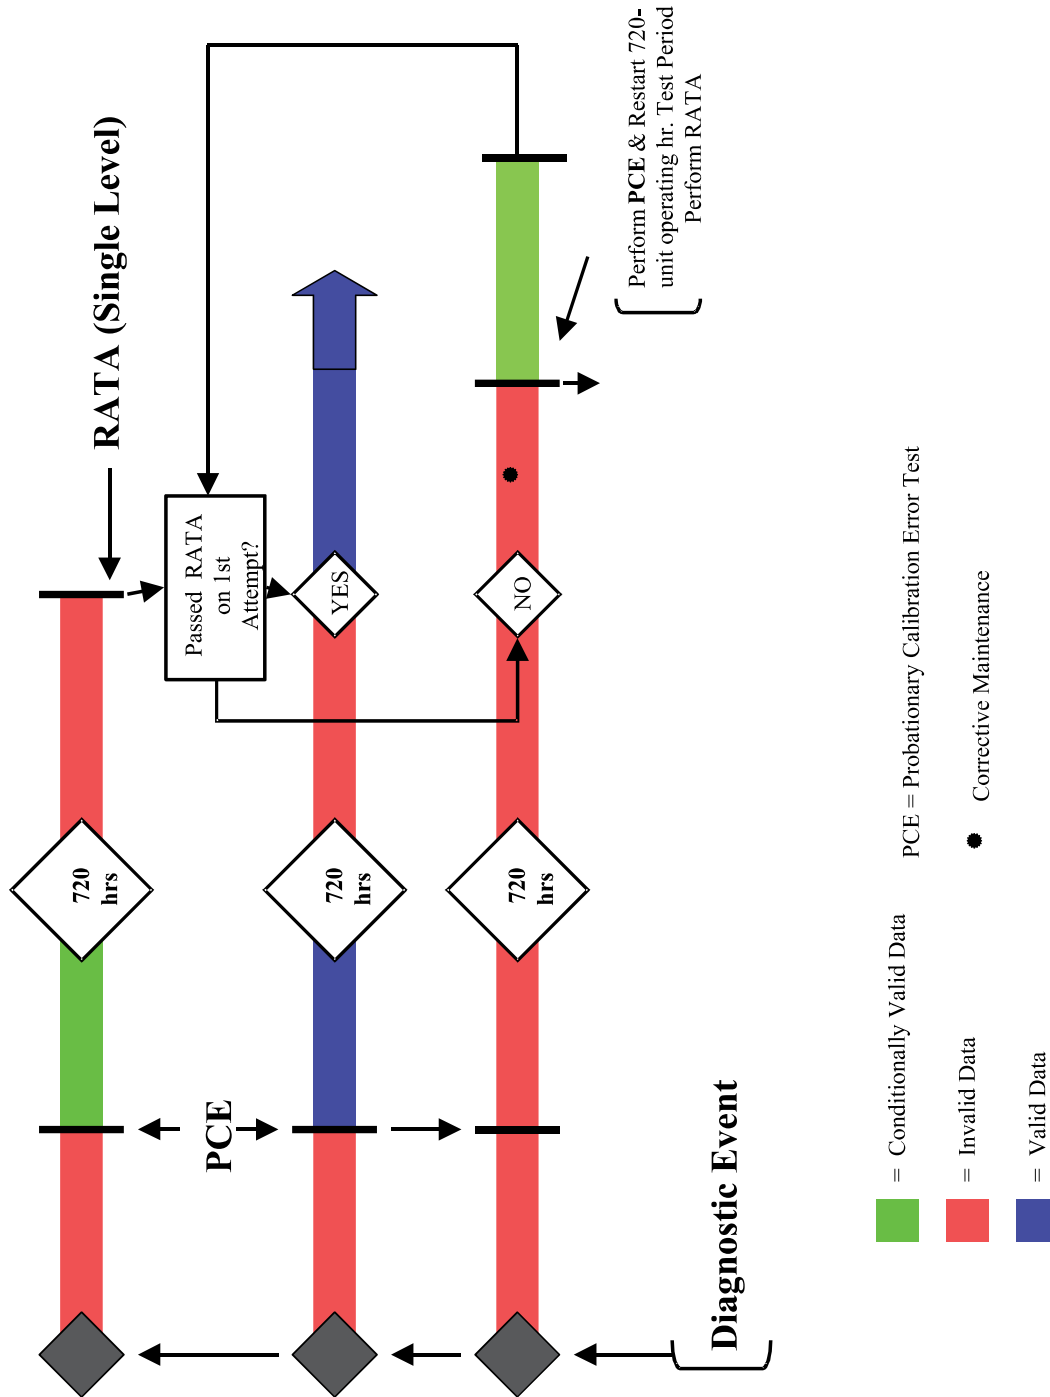 RATA (Single Level)
720
hrs
Passed RATA
on 1st
Attempt?
PCE
720
hrs
YES
720
hrs
NO
Perform PCE & Restart 720-
unit operating hr. Test Period
Perform RATA
Diagnostic Event
= Conditionally Valid Data
PCE = Probationary Calibration Error Test
= Invalid Data
Corrective Maintenance
= Valid Data